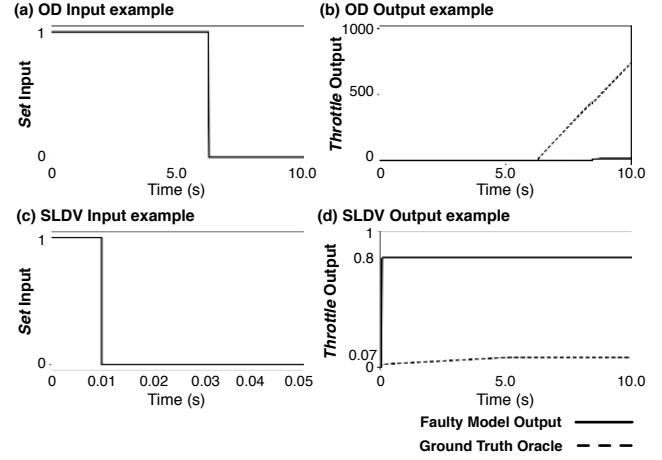 (a) OD Input example
1
0
Set Input
0 5.0 10.0
Time (s)
(b) OD Output example
1000
500
0
Throttle Output
0 5.0 10.0
Time (s)
(c) SLDV Input example
1
0
Set Input
0 0.01 0.02 0.03 0.04 0.05
Time (s)
(d) SLDV Output example
1
0.8
0.07
0
Throttle Output
0 5.0 10.0
Time (s)
Faulty Model Output
Ground Truth Oracle